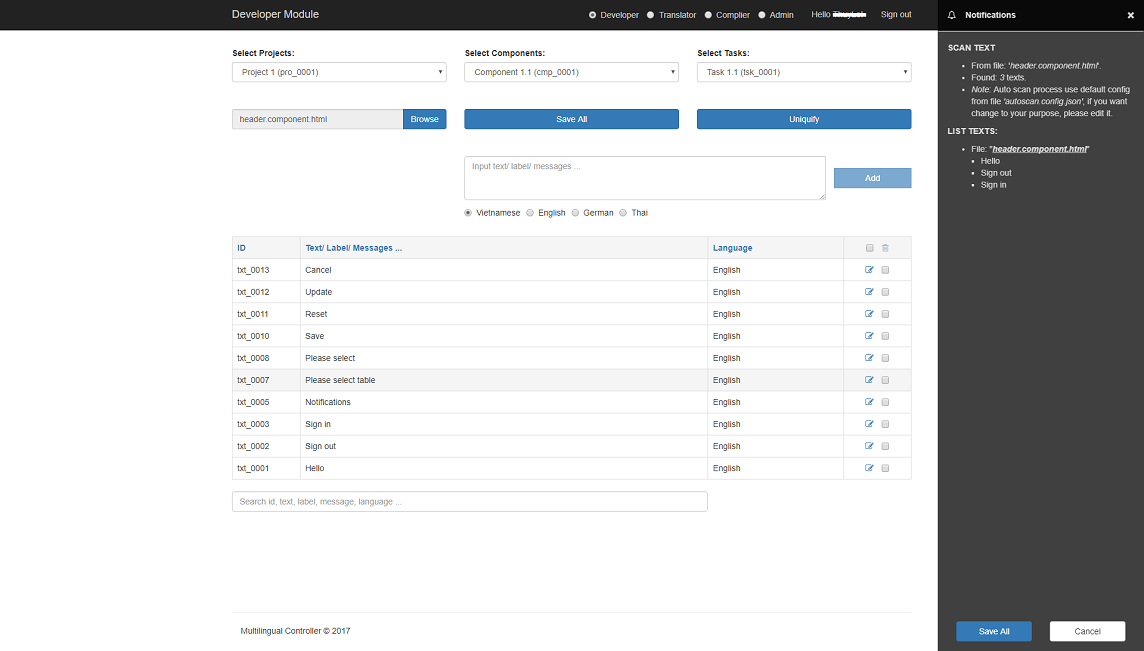 Developer Module
Developer Translator Complier Admin Hello Sign out
Notifications
Select Projects: Select Components: Select Tasks:
Project 1 (pro_0001) Component 1.1 (cmp_0001) Task 1.1 (tsk_0001)
header.component.html Browse Save All Uniquify
Input text/ label/ messages ...
Add
Vietnamese English German Thai
ID Text/ Label/ Messages ... Language
txt_0013 Cancel English
txt_0012 Update English
txt_0011 Reset English
txt_0010 Save English
txt_0008 Please select English
txt_0007 Please select table English
txt_0005 Notifications English
txt_0003 Sign in English
txt_0002 Sign out English
txt_0001 Hello English
Search id, text, label, message, language ...
Multilingual Controller © 2017
SCAN TEXT
From file: 'header.component.html'.
Found: 3 texts.
Note: Auto scan process use default config
from file 'autoscan.config.json', if you want
change to your purpose, please edit it.
LIST TEXTS:
File: "header.component.html"
Hello
Sign out
Sign in
Save All Cancel